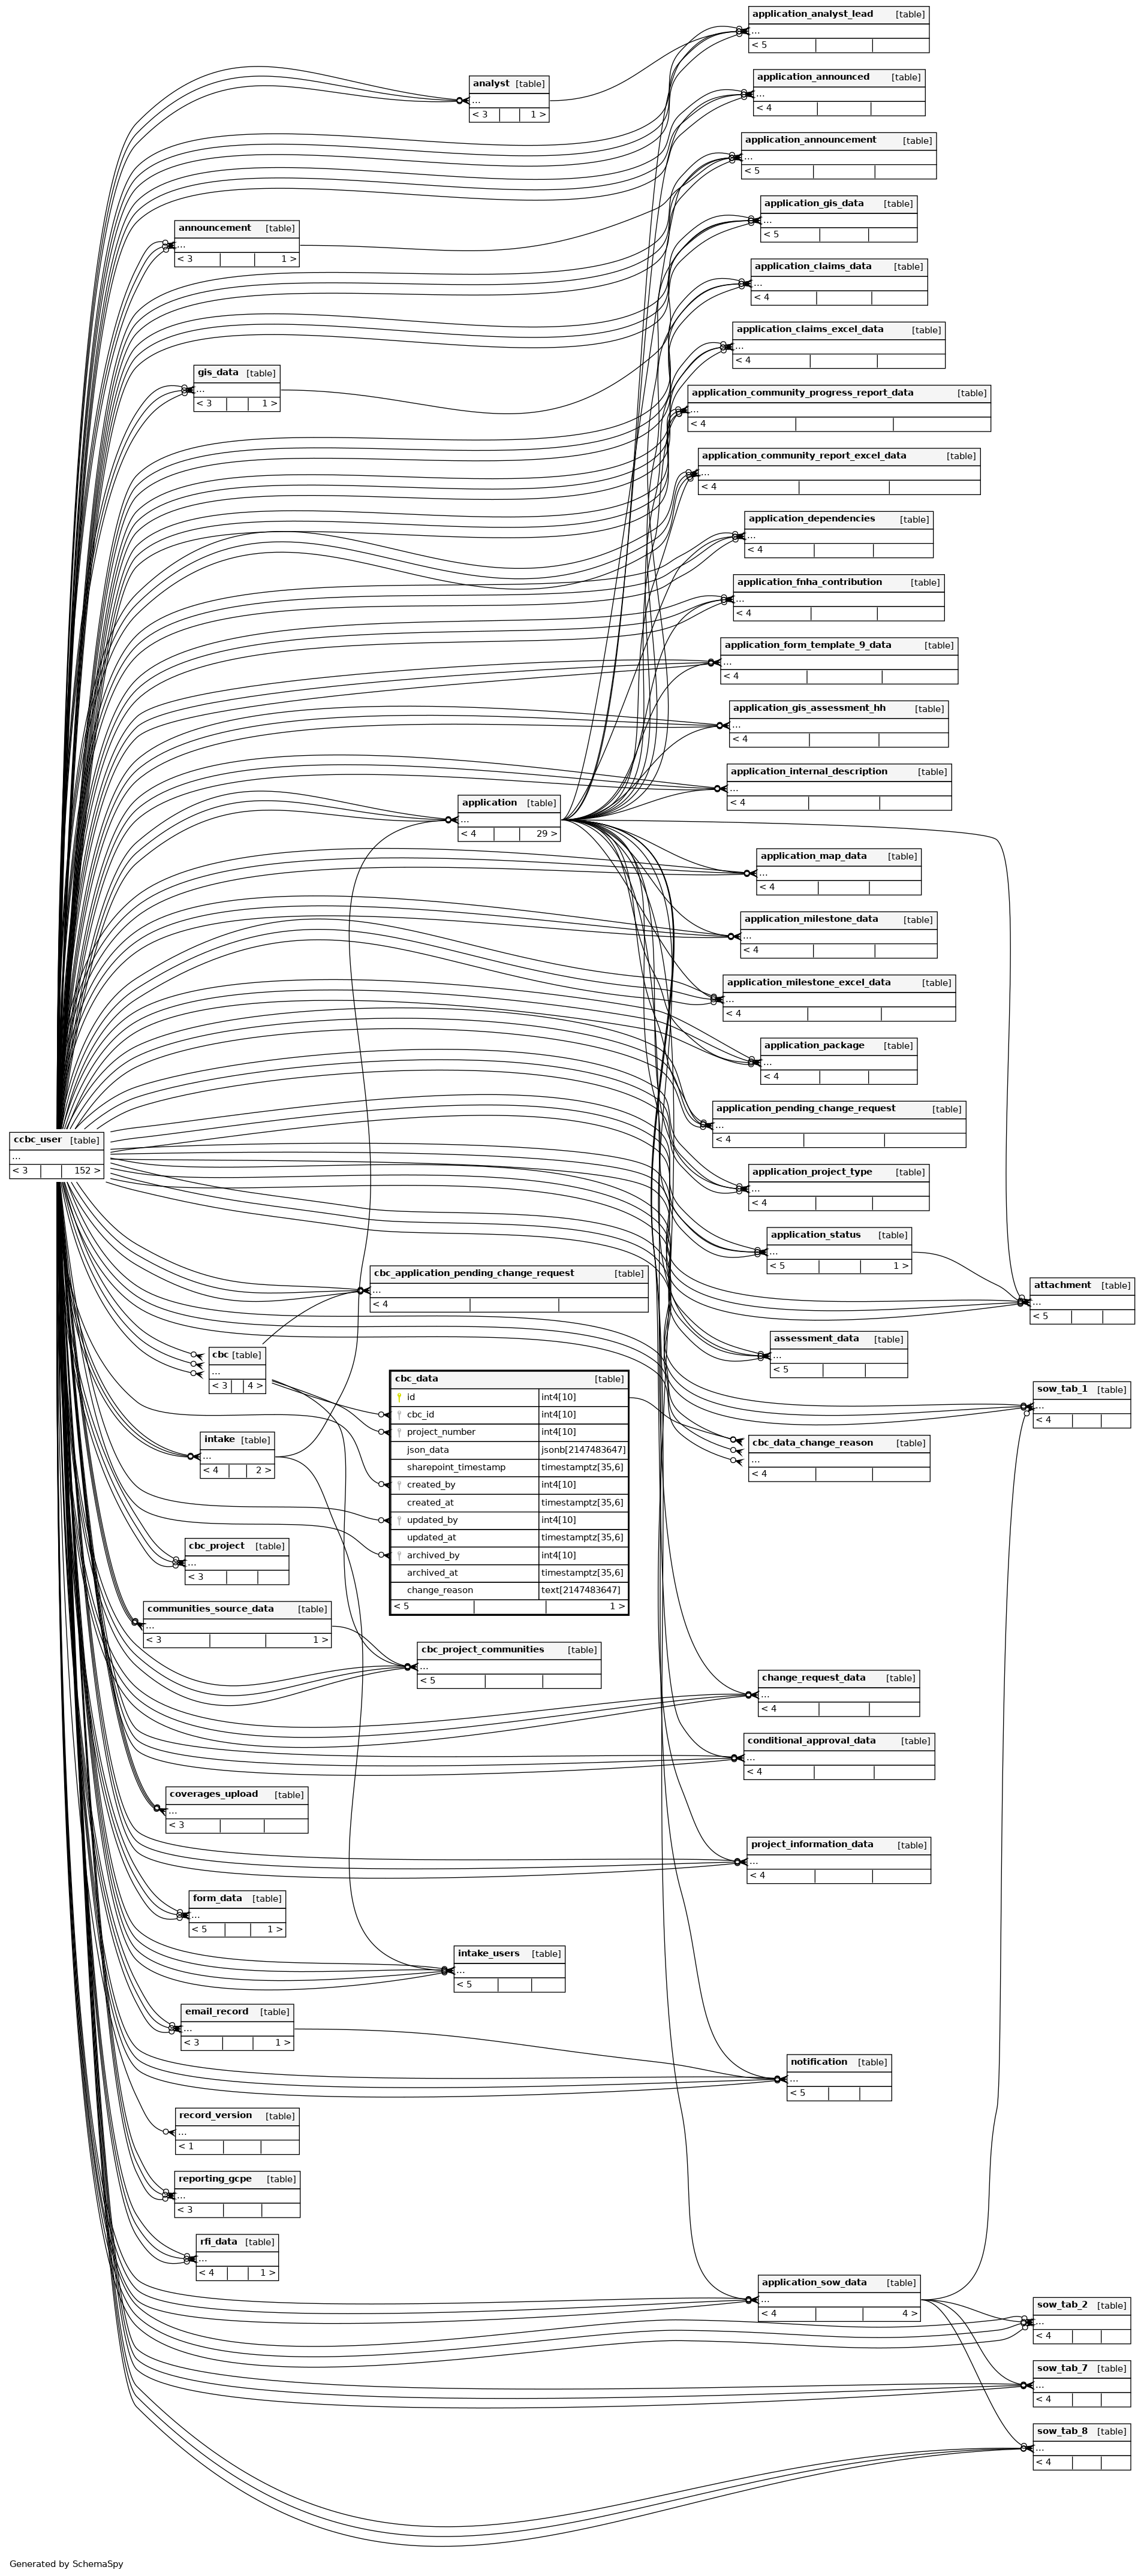 application_analyst_lead [table]
...
< 5
application_announced [table]
...
< 4
analyst [table]
...
< 3 1 >
application_announcement [table]
...
< 5
application_gis_data [table]
...
< 5
announcement [table]
...
< 3 1 >
application_claims_data [table]
...
< 4
application_claims_excel_data [table]
...
< 4
gis_data [table]
...
< 3 1 >
application_community_progress_report_data [table]
...
< 4
application_community_report_excel_data [table]
...
< 4
application_dependencies [table]
...
< 4
application_fnha_contribution [table]
...
< 4
application_form_template_9_data [table]
...
< 4
application_gis_assessment_hh [table]
...
< 4
application_internal_description [table]
...
< 4
application [table]
...
< 4 29 >
application_map_data [table]
...
< 4
application_milestone_data [table]
...
< 4
application_milestone_excel_data [table]
...
< 4
application_package [table]
...
< 4
application_pending_change_request [table]
...
< 4
ccbc_user [table]
...
< 3 152 >
application_project_type [table]
...
< 4
application_status [table]
...
< 5 1 >
cbc_application_pending_change_request [table]
...
< 4
attachment [table]
...
< 5
assessment_data [table]
...
< 5
cbc [table]
...
< 3 4 >
cbc_data [table]
id int4[10]
cbc_id int4[10]
project_number int4[10]
json_data jsonb[2147483647]
sharepoint_timestamp timestamptz[35,6]
created_by int4[10]
created_at timestamptz[35,6]
updated_by int4[10]
updated_at timestamptz[35,6]
archived_by int4[10]
archived_at timestamptz[35,6]
change_reason text[2147483647]
< 5 1 >
sow_tab_1 [table]
...
< 4
intake [table]
...
< 4 2 >
cbc_data_change_reason [table]
...
< 4
cbc_project [table]
...
< 3
communities_source_data [table]
...
< 3 1 >
cbc_project_communities [table]
...
< 5
change_request_data [table]
...
< 4
conditional_approval_data [table]
...
< 4
coverages_upload [table]
...
< 3
project_information_data [table]
...
< 4
form_data [table]
...
< 5 1 >
intake_users [table]
...
< 5
email_record [table]
...
< 3 1 >
notification [table]
...
< 5
record_version [table]
...
< 1
reporting_gcpe [table]
...
< 3
rfi_data [table]
...
< 4 1 >
application_sow_data [table]
...
< 4 4 >
sow_tab_2 [table]
...
< 4
sow_tab_7 [table]
...
< 4
sow_tab_8 [table]
...
< 4
Generated by SchemaSpy